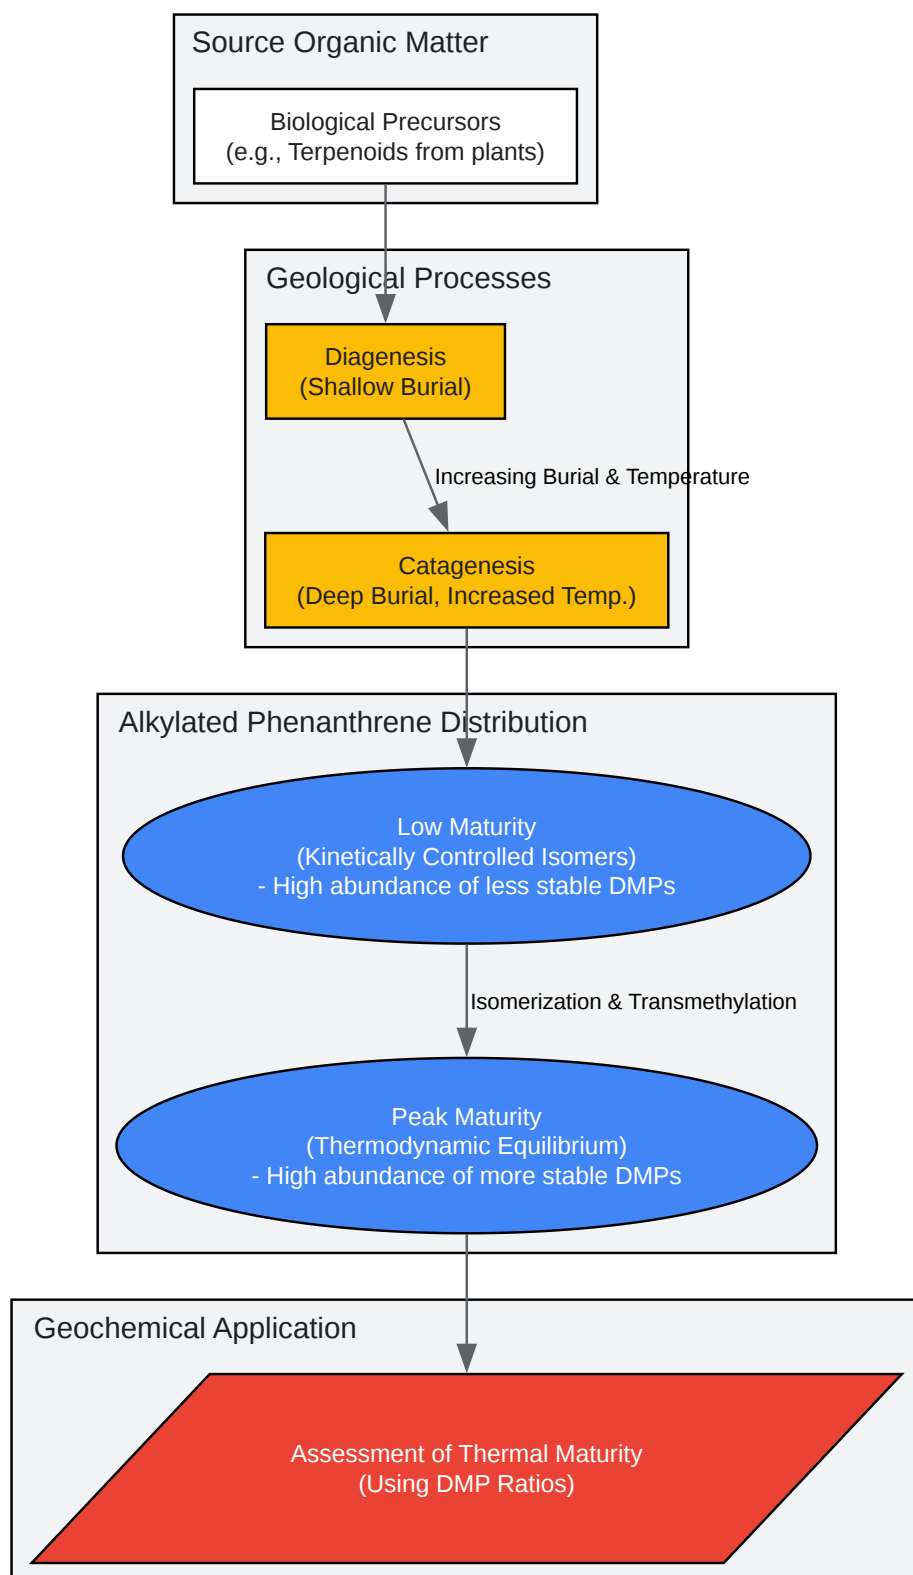 Source Organic Matter
Biological Precursors
(e.g., Terpenoids from plants)
Geological Processes
Diagenesis
(Shallow Burial)
Increasing Burial & Temperature
Catagenesis
(Deep Burial, Increased Temp.)
Alkylated Phenanthrene Distribution
Low Maturity
(Kinetically Controlled Isomers)
- High abundance of less stable DMPs
Isomerization & Transmethylation
Peak Maturity
(Thermodynamic Equilibrium)
- High abundance of more stable DMPs
Geochemical Application
Assessment of Thermal Maturity
(Using DMP Ratios)